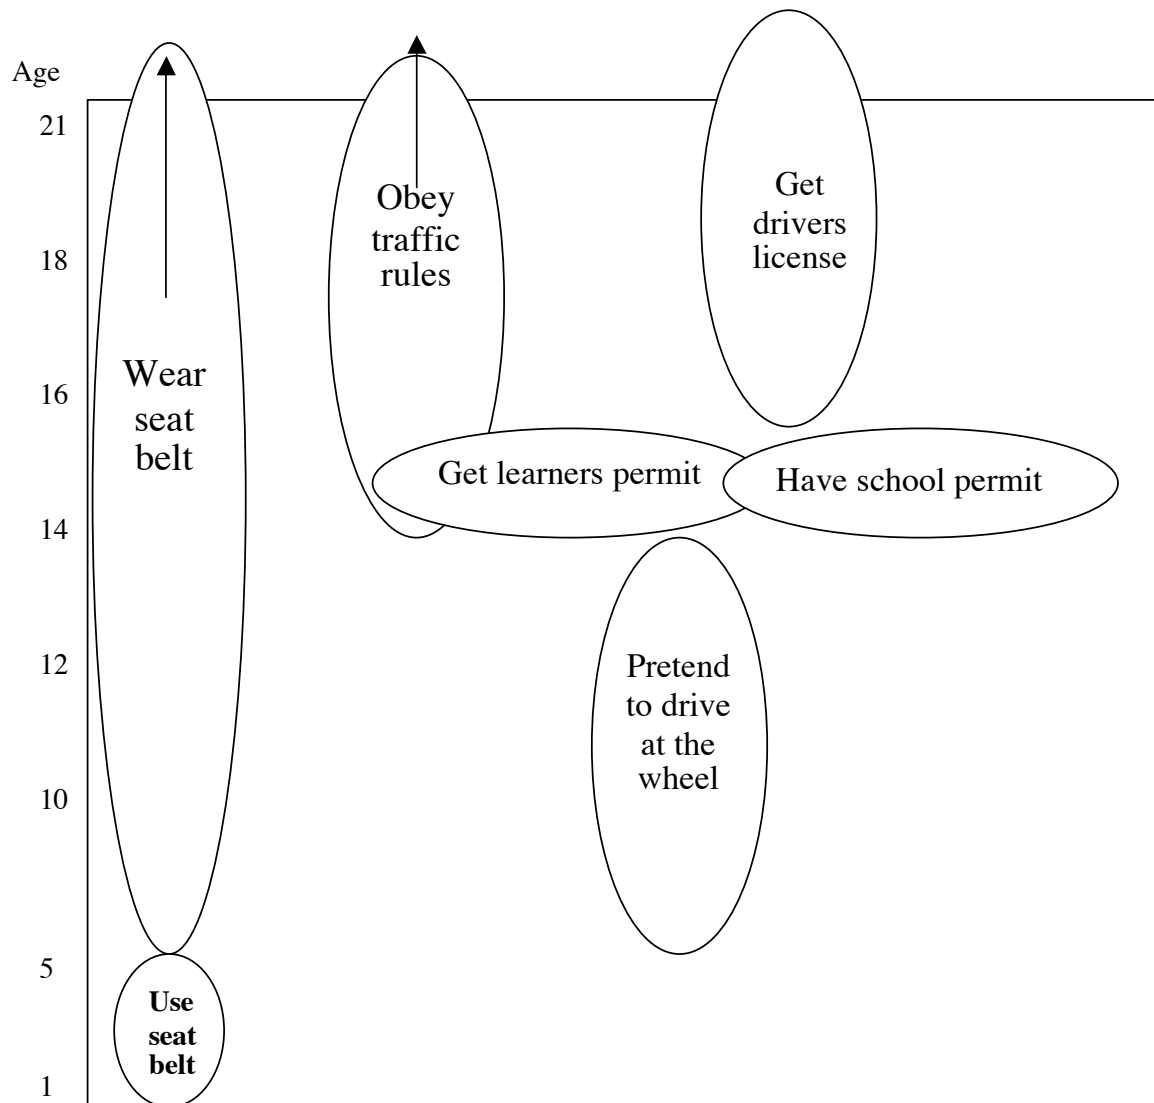 Age
21
18
16
14
12
10
5
1
Wear
seat
belt
Use
seat
belt
Obey
traffic
rules
Get
drivers
license
Get learners permit
Have school permit
Pretend
to drive
at the
wheel